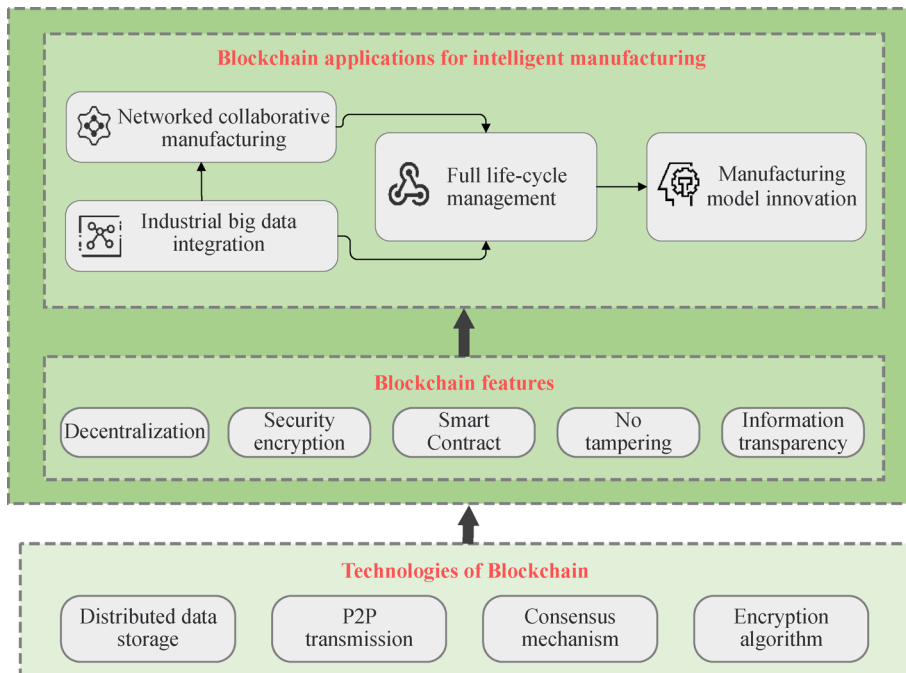 Blockchain applications for intelligent manufacturing
Networked collaborative
manufacturing
Industrial big data
integration
Full life-cycle
management
Manufacturing
model innovation
Blockchain features
Decentralization
Security
encryption
Smart
Contract
No
tampering
Information
transparency
Technologies of Blockchain
Distributed data
storage
P2P
transmission
Consensus
mechanism
Encryption
algorithm